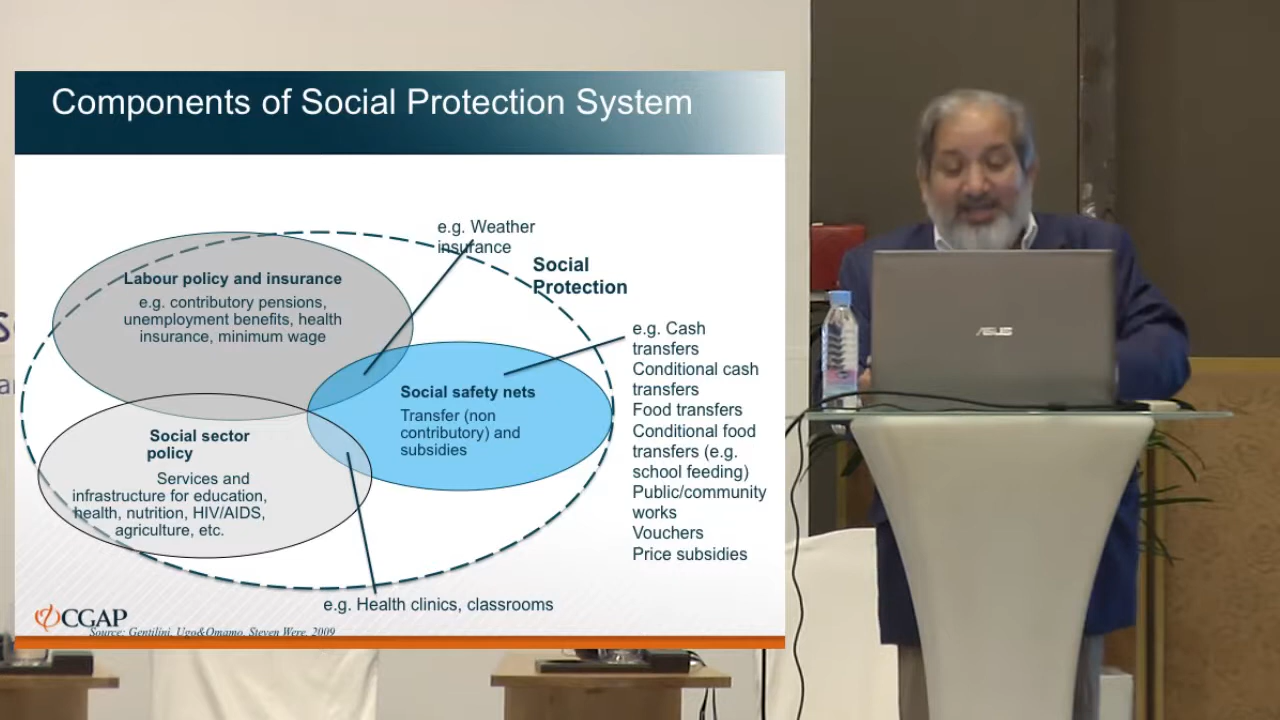 Components of Social Protection System
e.g. Weather
insurance
Social
Protection
Labour policy and insurance
e.g. contributory pensions,
unemployment benefits, health
insurance, minimum wage
e.g. Cash
transfers
Conditional cash
transfers
Food transfers
Conditional food
transfers (e.g.
school feeding)
Public/community
works
Vouchers
Price subsidies
Social safety nets
Transfer (non
contributory) and
subsidies
Social sector
policy
Services and
infrastructure for education,
health, nutrition, HIV/AIDS,
agriculture, etc.
e.g. Health clinics, classrooms
CGAP
Source: Gentilini, Ugo&Omamo, Steven Were, 2009
ASUS